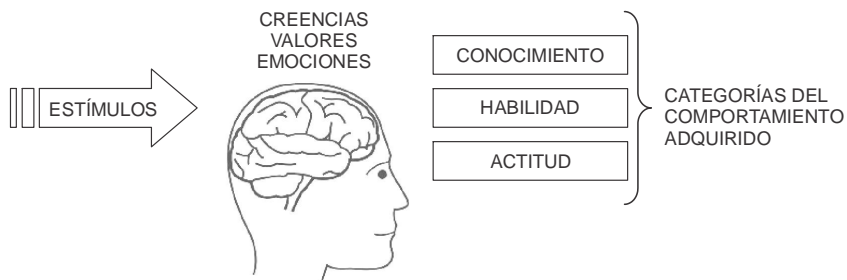 CREENCIAS
VALORES
EMOCIONES
ESTÍMULOS
CONOCIMIENTO
HABILIDAD
ACTITUD
CATEGORÍAS DEL
COMPORTAMIENTO
ADQUIRIDO